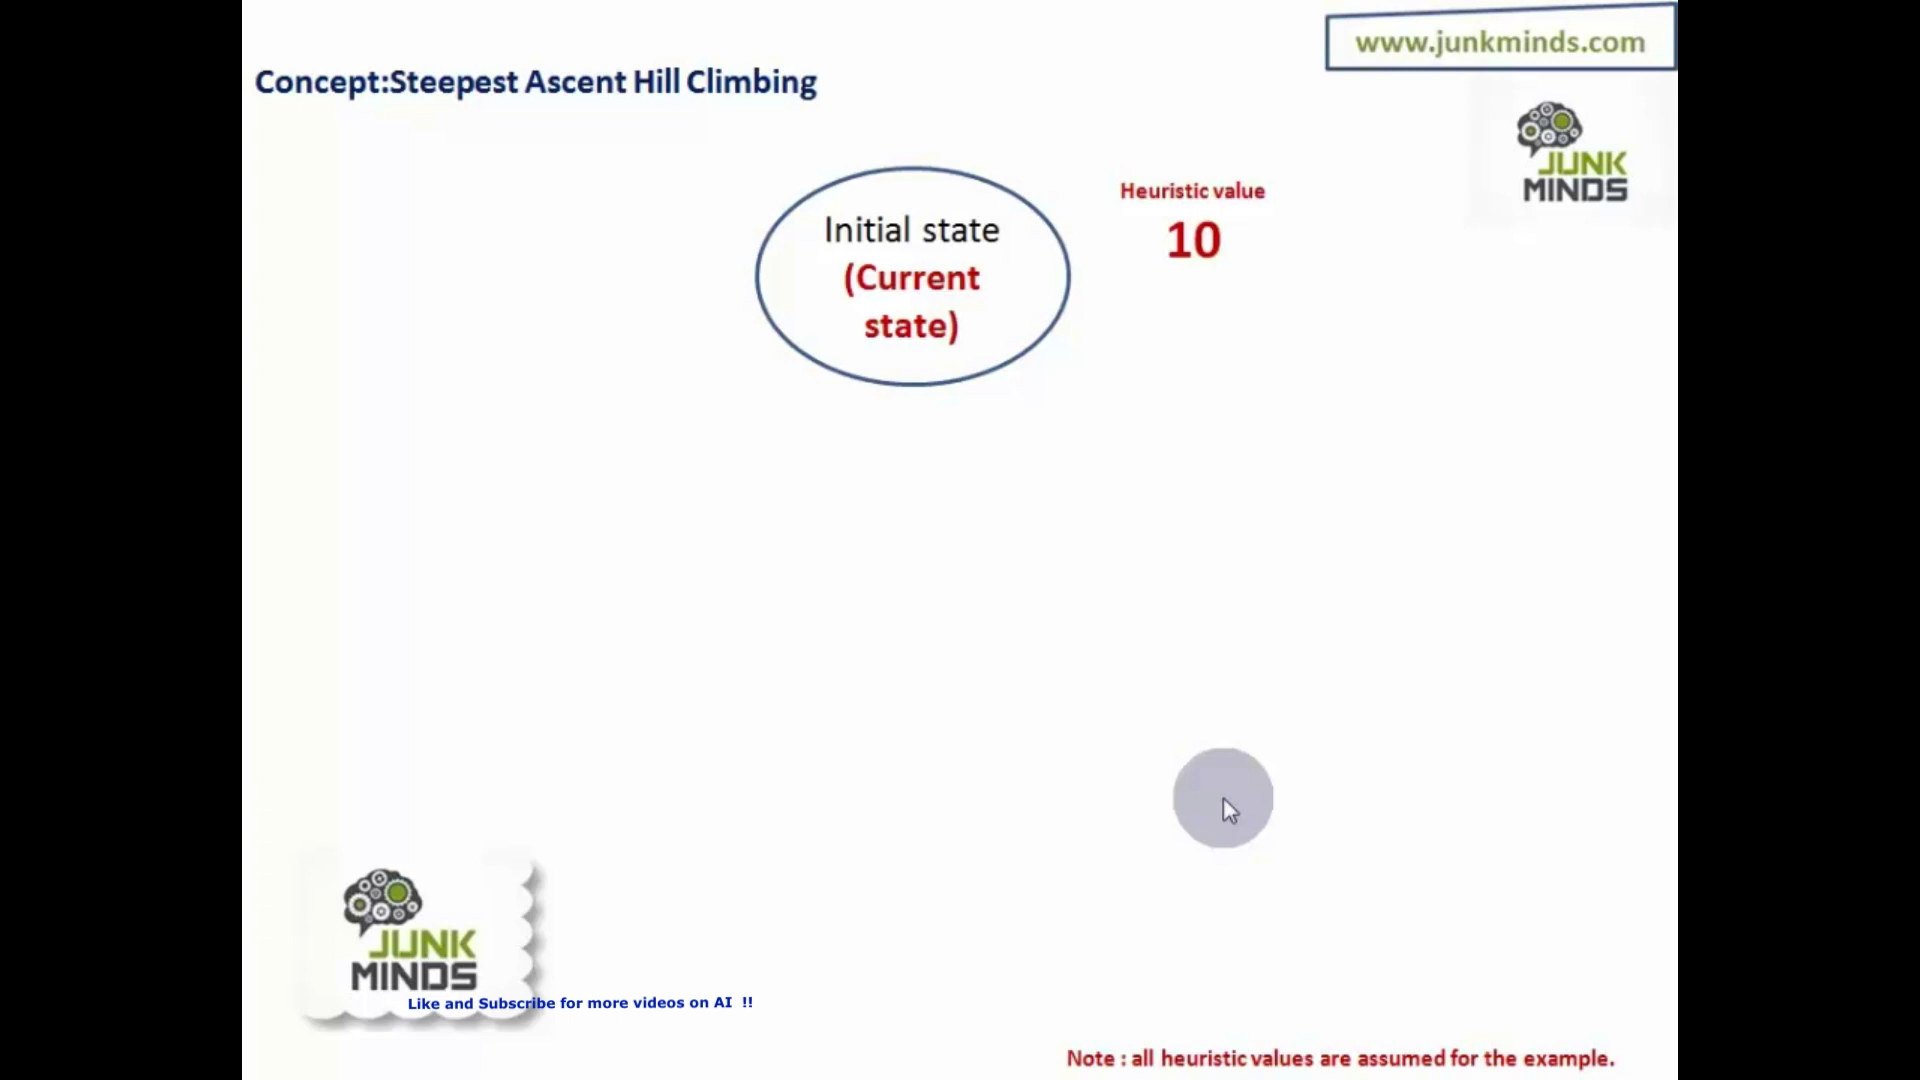 www.junkminds.com
Concept:Steepest Ascent Hill Climbing
JUNK
MINDS
Heuristic value
10
Initial state
(Current
state)
JUNK
MINDS
Like and Subscribe for more videos on AI !!
Note : all heuristic values are assumed for the example.